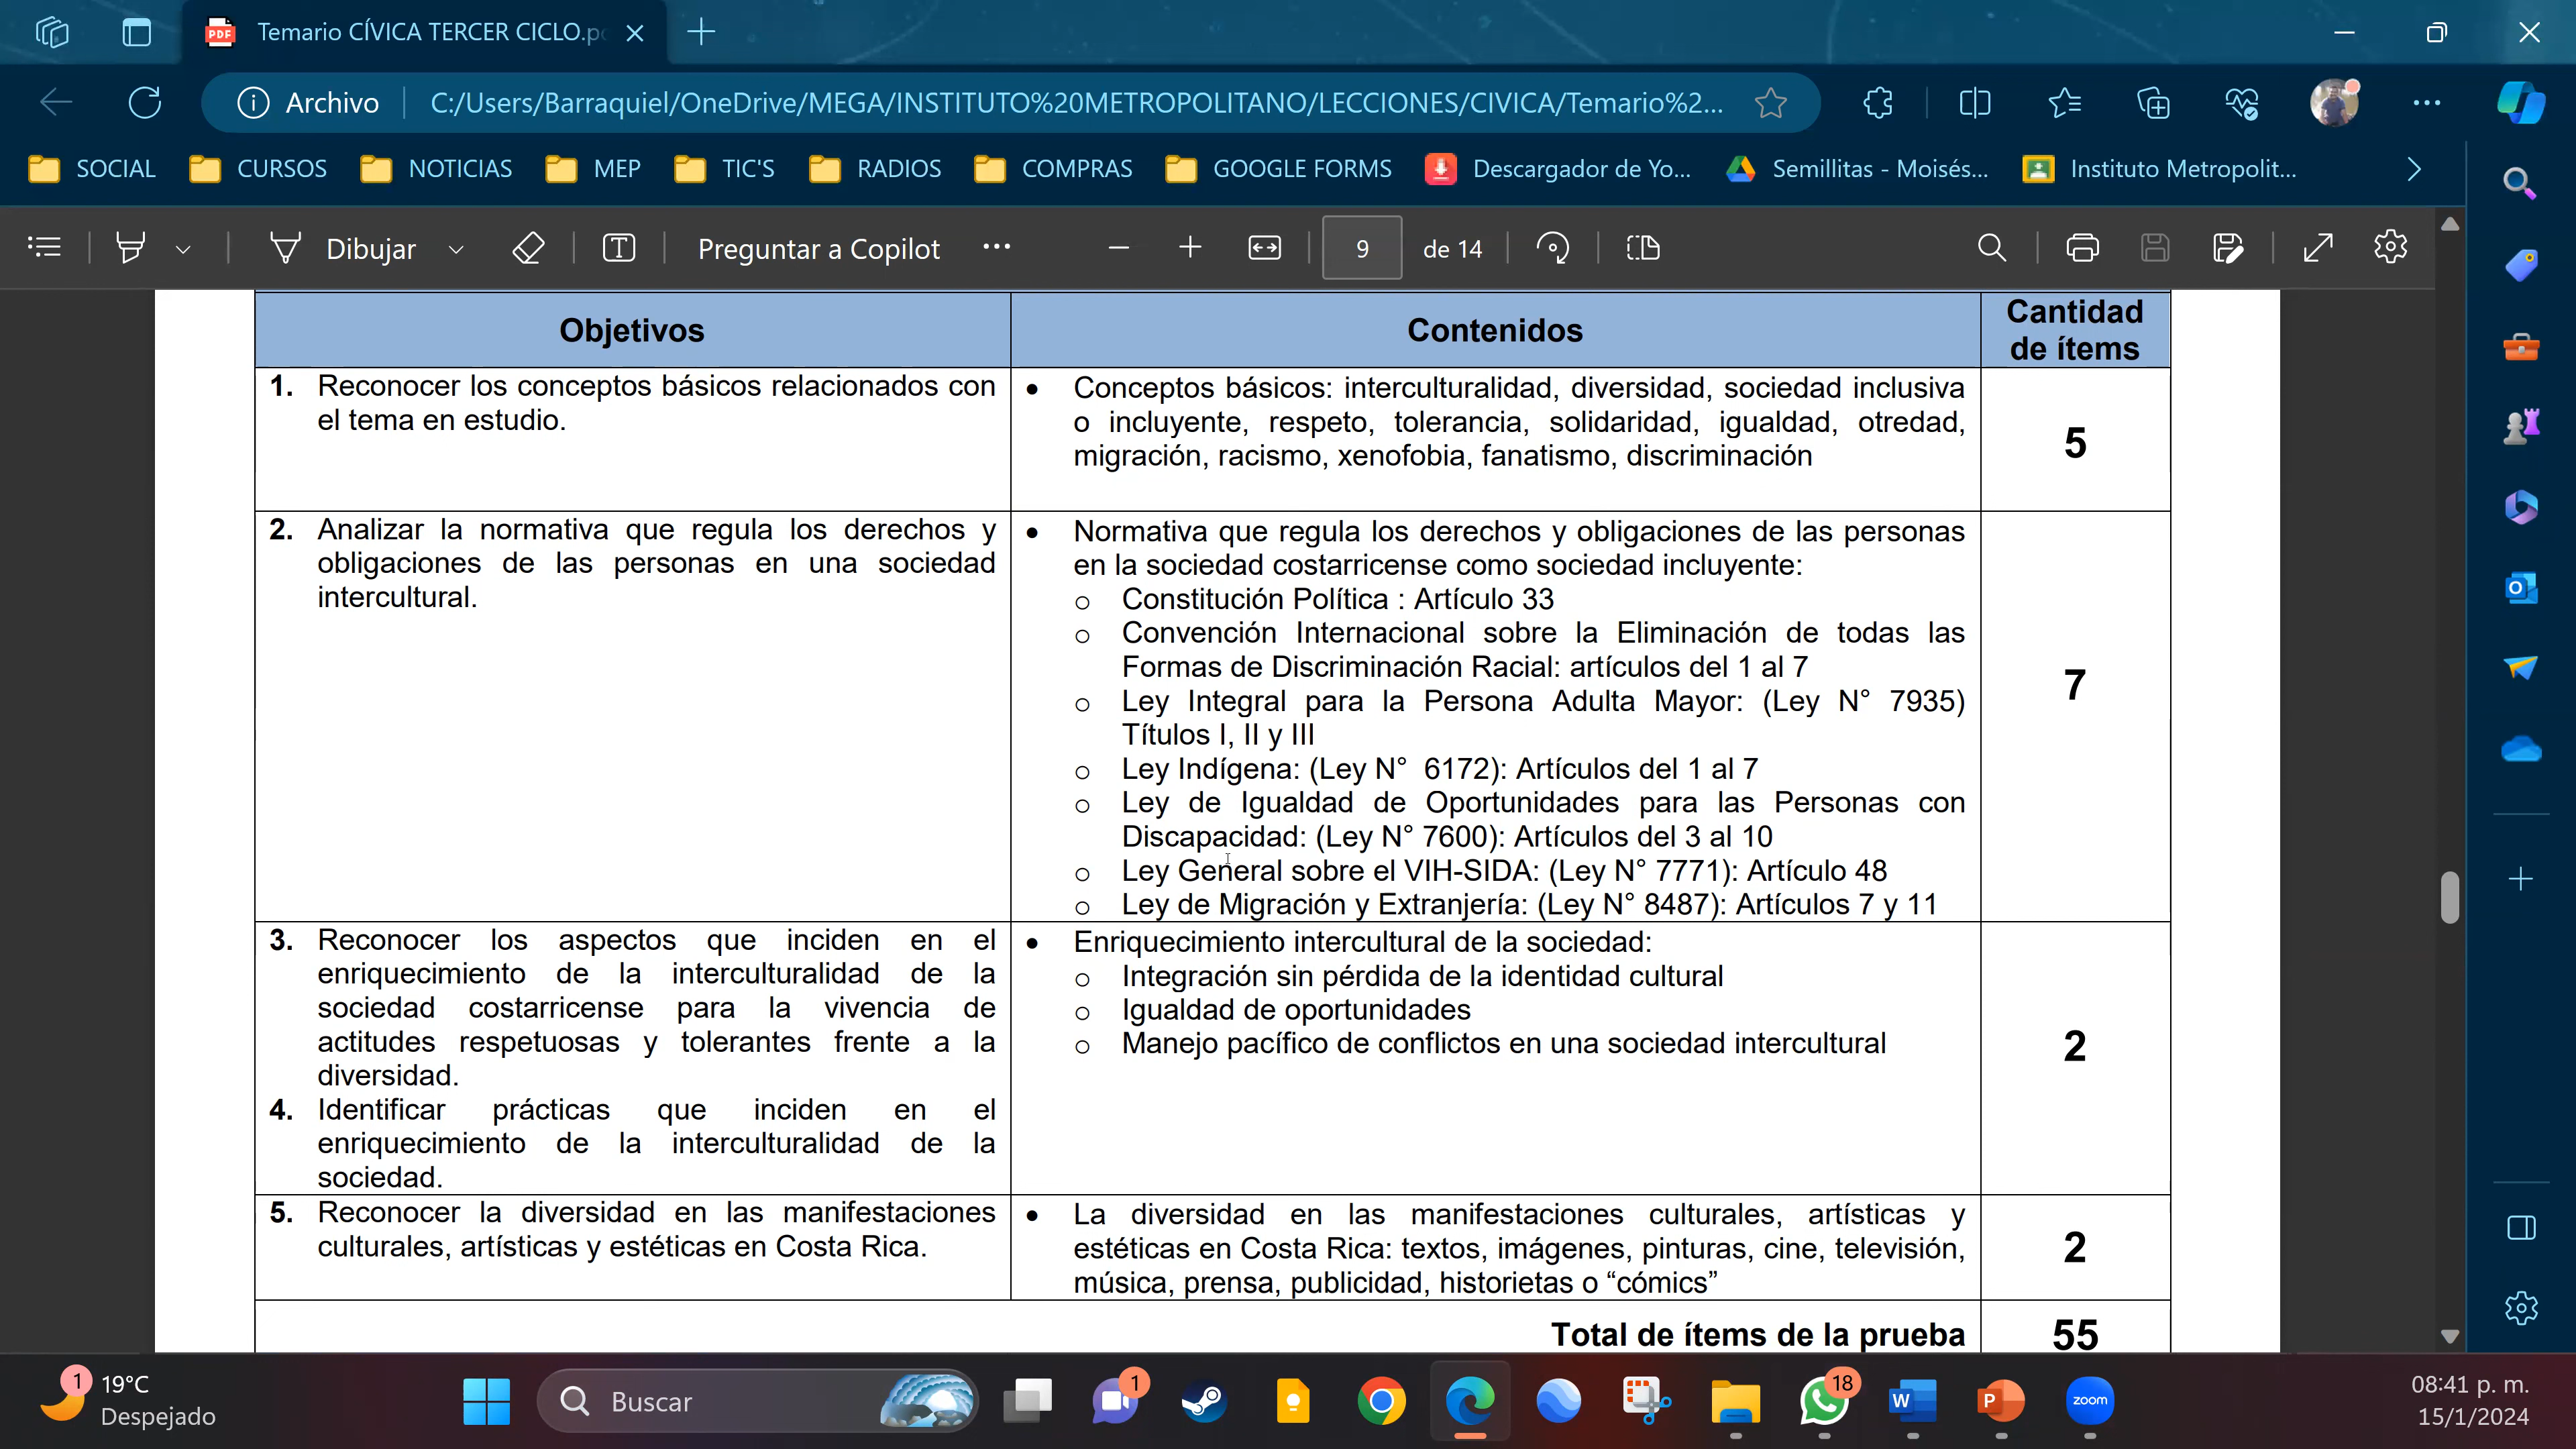 Temario CÍVICA TERCER CICLO.p
Archivo
C:/Users/Barraquiel/OneDrive/MEGA/INSTITUTO%20METROPOLITANO/LECCIONES/CIVICA/Temario%2...
SOCIAL CURSOS NOTICIAS MEP TIC'S RADIOS COMPRAS GOOGLE FORMS Descargador de Yo... Semillitas - Moisés... Instituto Metropolit...
Dibujar Preguntar a Copilot 9 de 14
Objetivos
Contenidos
Cantidad
de ítems
1. Reconocer los conceptos básicos relacionados con
el tema en estudio.
• Conceptos básicos: interculturalidad, diversidad, sociedad inclusiva
o incluyente, respeto, tolerancia, solidaridad, igualdad, otredad,
migración, racismo, xenofobia, fanatismo, discriminación
5
2. Analizar la normativa que regula los derechos y
obligaciones de las personas en una sociedad
intercultural.
• Normativa que regula los derechos y obligaciones de las personas
en la sociedad costarricense como sociedad incluyente:
o Constitución Política : Artículo 33
o Convención Internacional sobre la Eliminación de todas las
Formas de Discriminación Racial: artículos del 1 al 7
o Ley Integral para la Persona Adulta Mayor: (Ley N° 7935)
Títulos I, II y III
o Ley Indígena: (Ley N° 6172): Artículos del 1 al 7
o Ley de Igualdad de Oportunidades para las Personas con
Discapacidad: (Ley N° 7600): Artículos del 3 al 10
o Ley General sobre el VIH-SIDA: (Ley N° 7771): Artículo 48
o Ley de Migración y Extranjería: (Ley N° 8487): Artículos 7 y 11
7
3. Reconocer los aspectos que inciden en el
enriquecimiento de la interculturalidad de la
sociedad costarricense para la vivencia de
actitudes respetuosas y tolerantes frente a la
diversidad.
4. Identificar prácticas que inciden en el
enriquecimiento de la interculturalidad de la
sociedad.
• Enriquecimiento intercultural de la sociedad:
o Integración sin pérdida de la identidad cultural
o Igualdad de oportunidades
o Manejo pacífico de conflictos en una sociedad intercultural
2
5. Reconocer la diversidad en las manifestaciones
culturales, artísticas y estéticas en Costa Rica.
• La diversidad en las manifestaciones culturales, artísticas y
estéticas en Costa Rica: textos, imágenes, pinturas, cine, televisión,
música, prensa, publicidad, historietas o “cómics”
2
Total de ítems de la prueba 55
1
19°C
Despejado
Buscar
1
18
zoom
08:41 p. m.
15/1/2024